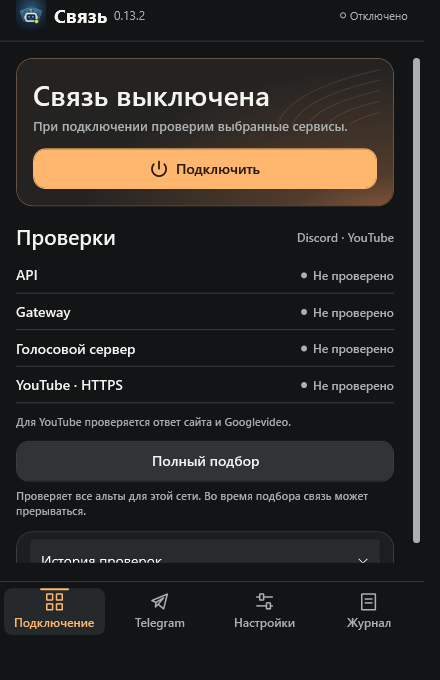 Связь 0.13.2
Отключено
Связь выключена
При подключении проверим выбранные сервисы.
Подключить
Проверки
Discord · YouTube
API
Не проверено
Gateway
Не проверено
Голосовой сервер
Не проверено
YouTube · HTTPS
Не проверено
Для YouTube проверяется ответ сайта и Googlevideo.
Полный подбор
Проверяет все альты для этой сети. Во время подбора связь может
прерываться.
История проверок
Подключение
Telegram
Настройки
Журнал